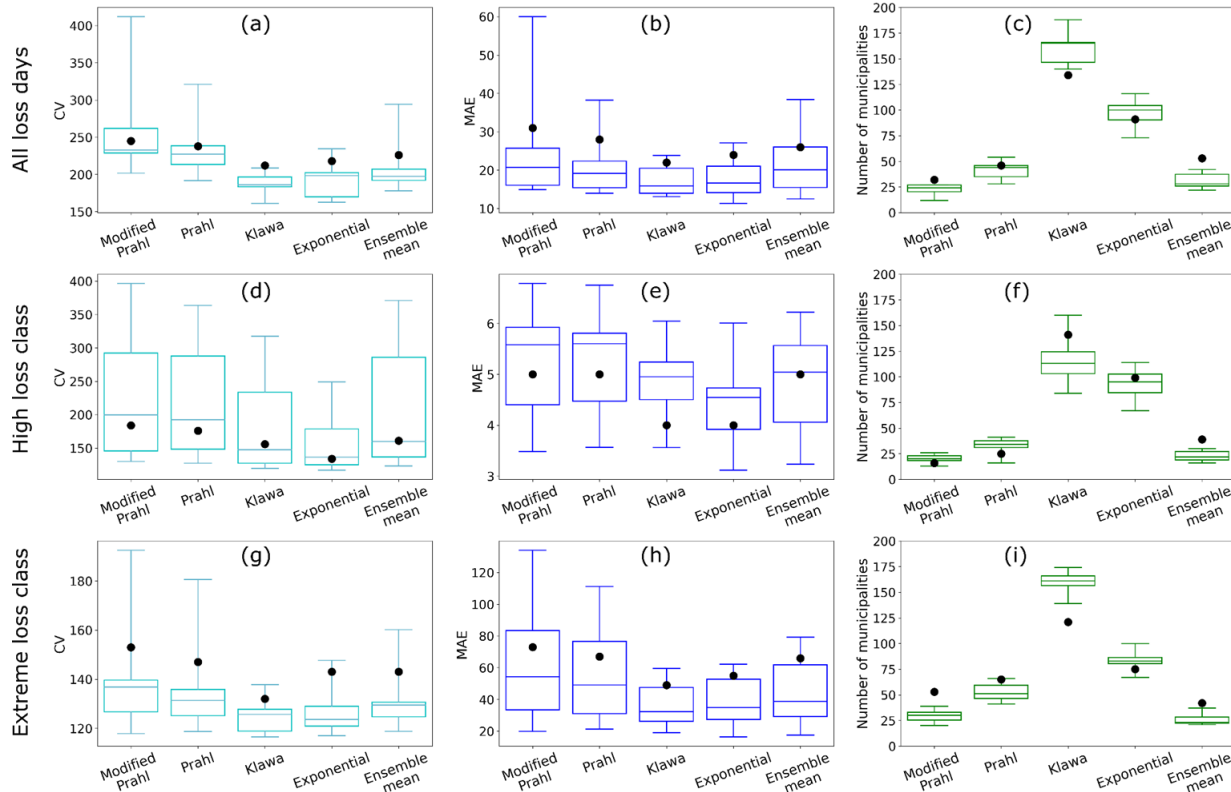 All loss days
(a)
CV
400
350
300
250
200
150
Modified
Prahl
Prahl
Klawa
Exponential
Ensemble
mean
(b)
MAE
60
50
40
30
20
10
Modified
Prahl
Prahl
Klawa
Exponential
Ensemble
mean
(c)
Number of municipalities
200
175
150
125
100
75
50
25
0
Modified
Prahl
Prahl
Klawa
Exponential
Ensemble
mean
High loss class
(d)
CV
400
350
300
250
200
150
Modified
Prahl
Prahl
Klawa
Exponential
Ensemble
mean
(e)
MAE
6
5
4
3
Modified
Prahl
Prahl
Klawa
Exponential
Ensemble
mean
(f)
Number of municipalities
200
175
150
125
100
75
50
25
0
Modified
Prahl
Prahl
Klawa
Exponential
Ensemble
mean
Extreme loss class
(g)
CV
180
160
140
120
Modified
Prahl
Prahl
Klawa
Exponential
Ensemble
mean
(h)
MAE
120
100
80
60
40
20
Modified
Prahl
Prahl
Klawa
Exponential
Ensemble
mean
(i)
Number of municipalities
200
175
150
125
100
75
50
25
0
Modified
Prahl
Prahl
Klawa
Exponential
Ensemble
mean